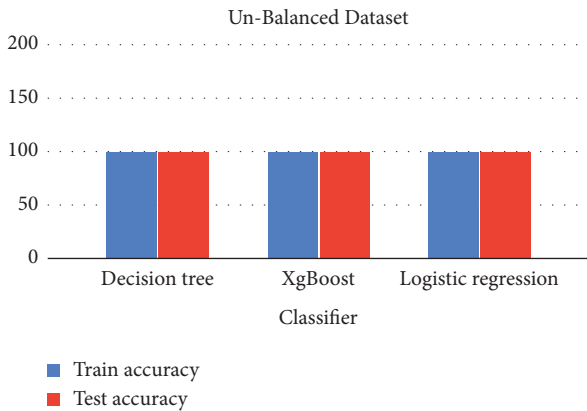 Un-Balanced Dataset
200
150
100
50
0
Decision tree XgBoost Logistic regression
Classifier
Train accuracy
Test accuracy